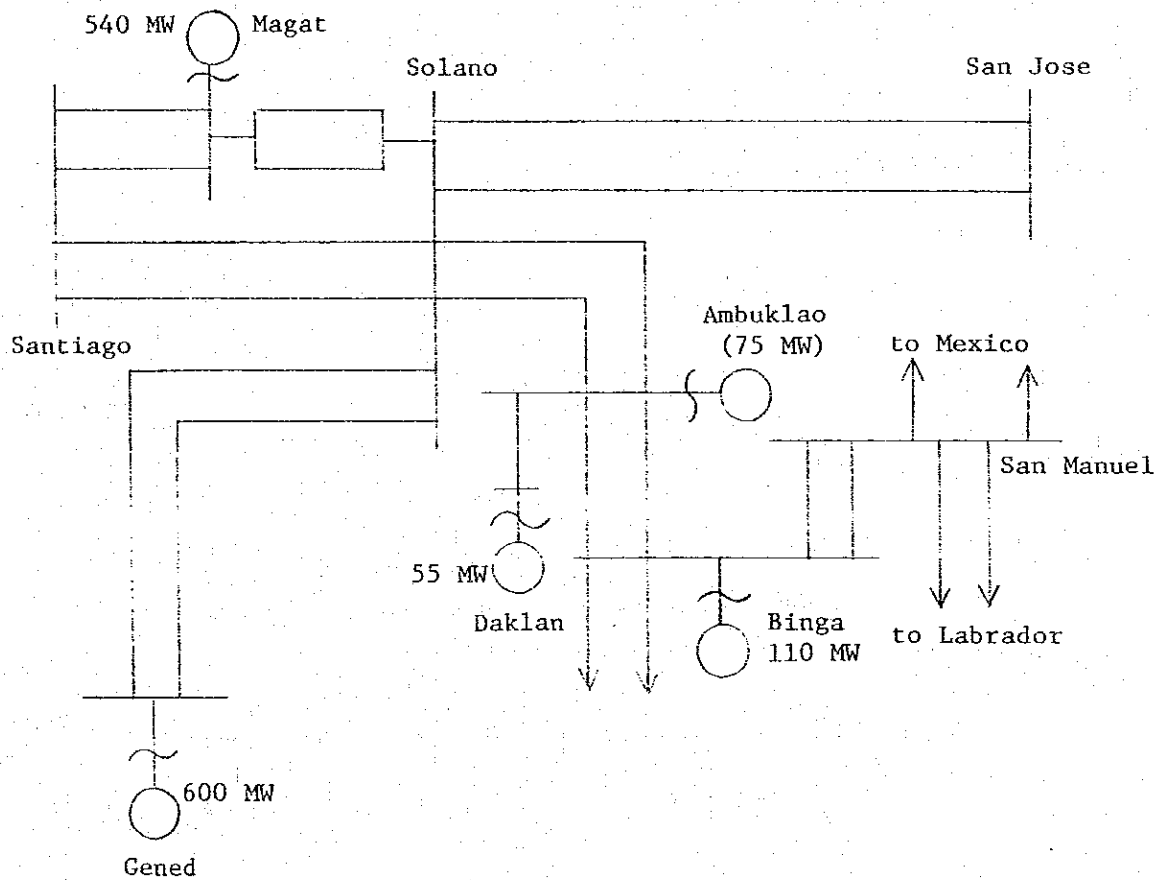 540 MW
Magat
Solano
San Jose
Santiago
Ambuklao
(75 MW)
to Mexico
San Manuel
55 MW
Daklan
Binga
110 MW
to Labrador
600 MW
Gened